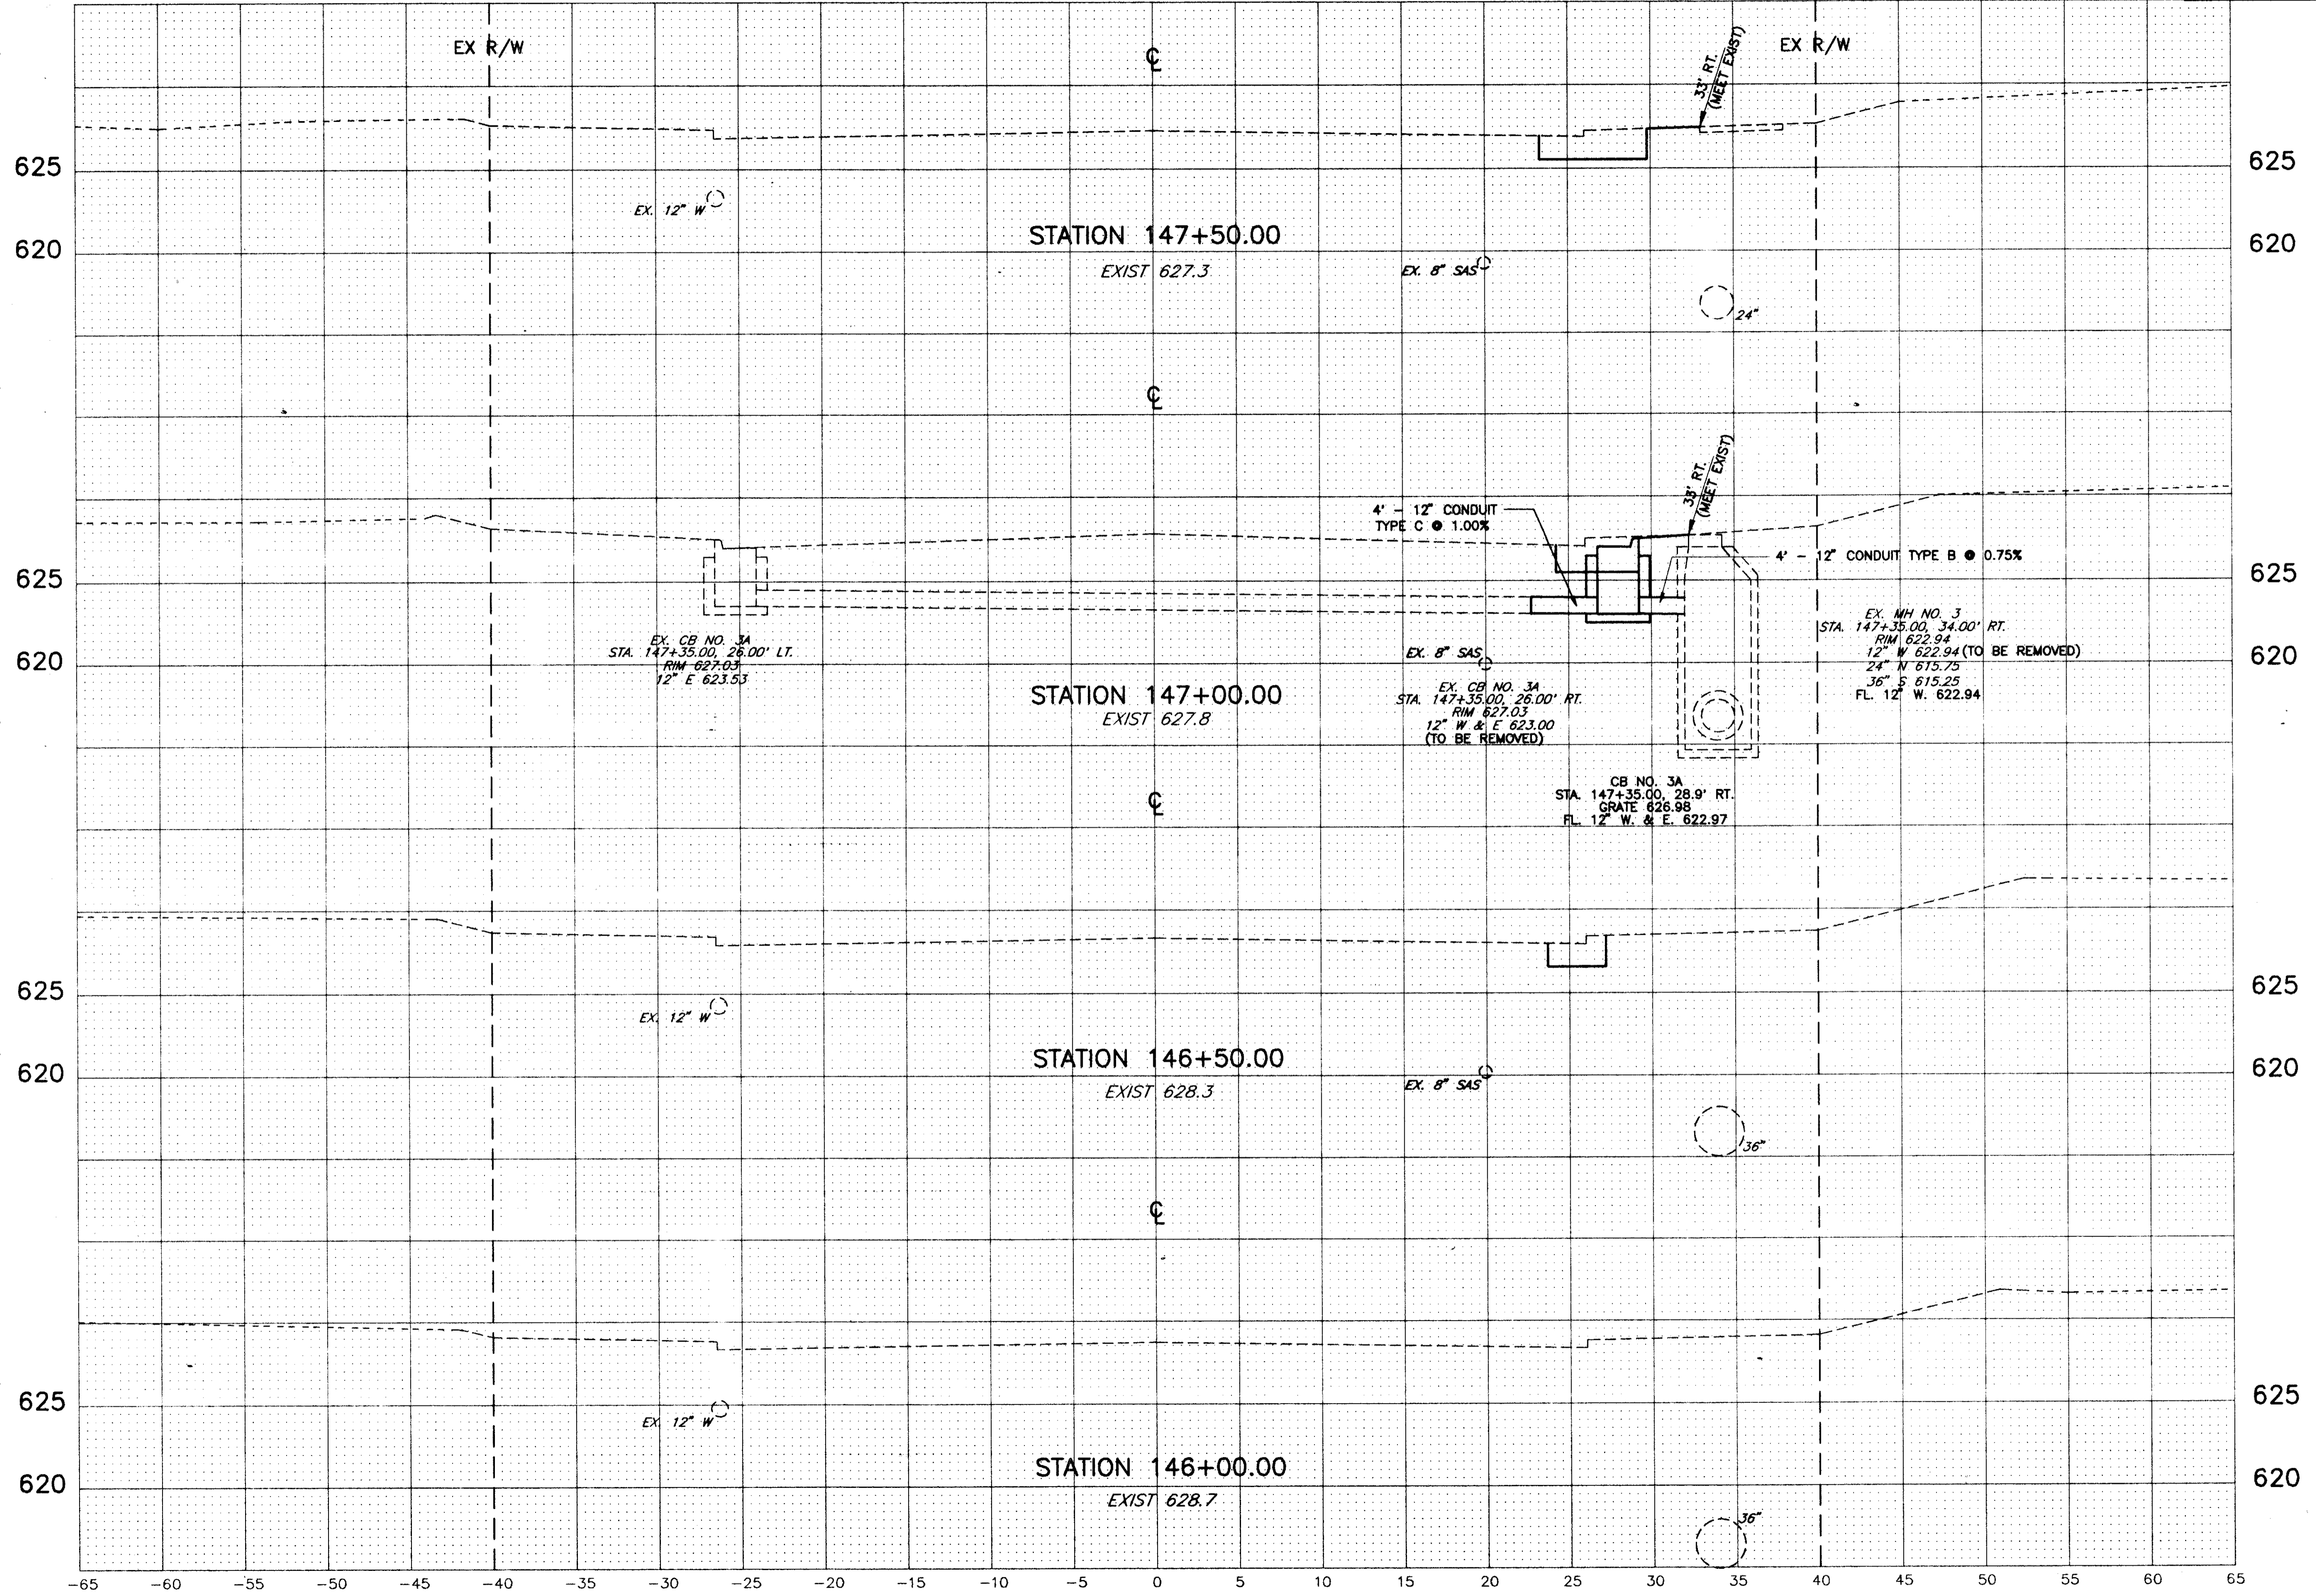 EX R/W
℄
33' RT.
(MEET EXIST)
EX R/W
625
625
EX. 12" W
STATION 147+50.00
620
620
EXIST 627.3
EX. 8" SAS
24"
℄
33' RT.
(MEET EXIST)
4' - 12" CONDUIT
TYPE C @ 1.00%
4' - 12" CONDUIT TYPE B @ 0.75%
625
625
EX. CB NO. 3A
STA. 147+35.00, 26.00' LT.
RIM 627.03
12" E 623.53
EX. MH NO. 3
STA. 147+35.00, 34.00' RT.
RIM 622.94
12" W 622.94 (TO BE REMOVED)
24" N 615.75
36" S 615.25
FL. 12" W. 622.94
620
620
EX. 8" SAS
STATION 147+00.00
EXIST 627.8
EX. CB NO. 3A
STA. 147+35.00, 26.00' RT.
RIM 627.03
12" W & E 623.00
(TO BE REMOVED)
CB NO. 3A
STA. 147+35.00, 28.9' RT.
GRATE 626.98
FL. 12" W. & E. 622.97
℄
625
625
EX. 12" W
STATION 146+50.00
620
620
EXIST 628.3
EX. 8" SAS
36"
℄
625
625
EX. 12" W
STATION 146+00.00
620
620
EXIST 628.7
36"
-65 -60 -55 -50 -45 -40 -35 -30 -25 -20 -15 -10 -5 0 5 10 15 20 25 30 35 40 45 50 55 60 65